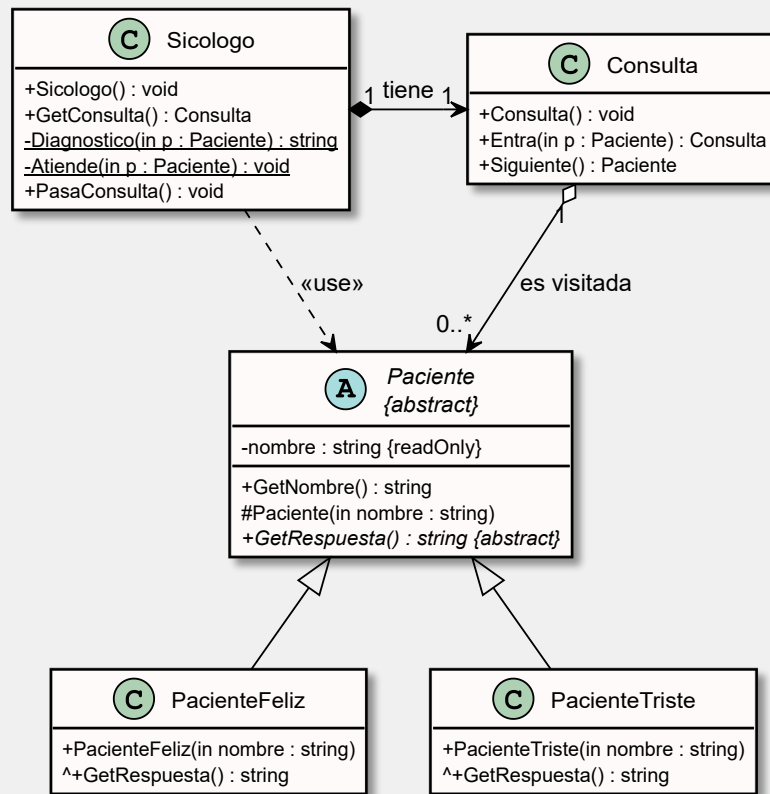 C Sicologo
+Sicologo() : void
+GetConsulta() : Consulta
-Diagnostico(in p : Paciente) : string
-Atiende(in p : Paciente) : void
+PasaConsulta() : void
1 tiene 1
C Consulta
+Consulta() : void
+Entra(in p : Paciente) : Consulta
+Siguiente() : Paciente
«use»
1
es visitada
0..*
A Paciente
{abstract}
-nombre : string {readOnly}
+GetNombre() : string
#Paciente(in nombre : string)
+GetRespuesta() : string {abstract}
C PacienteFeliz
+PacienteFeliz(in nombre : string)
^+GetRespuesta() : string
C PacienteTriste
+PacienteTriste(in nombre : string)
^+GetRespuesta() : string